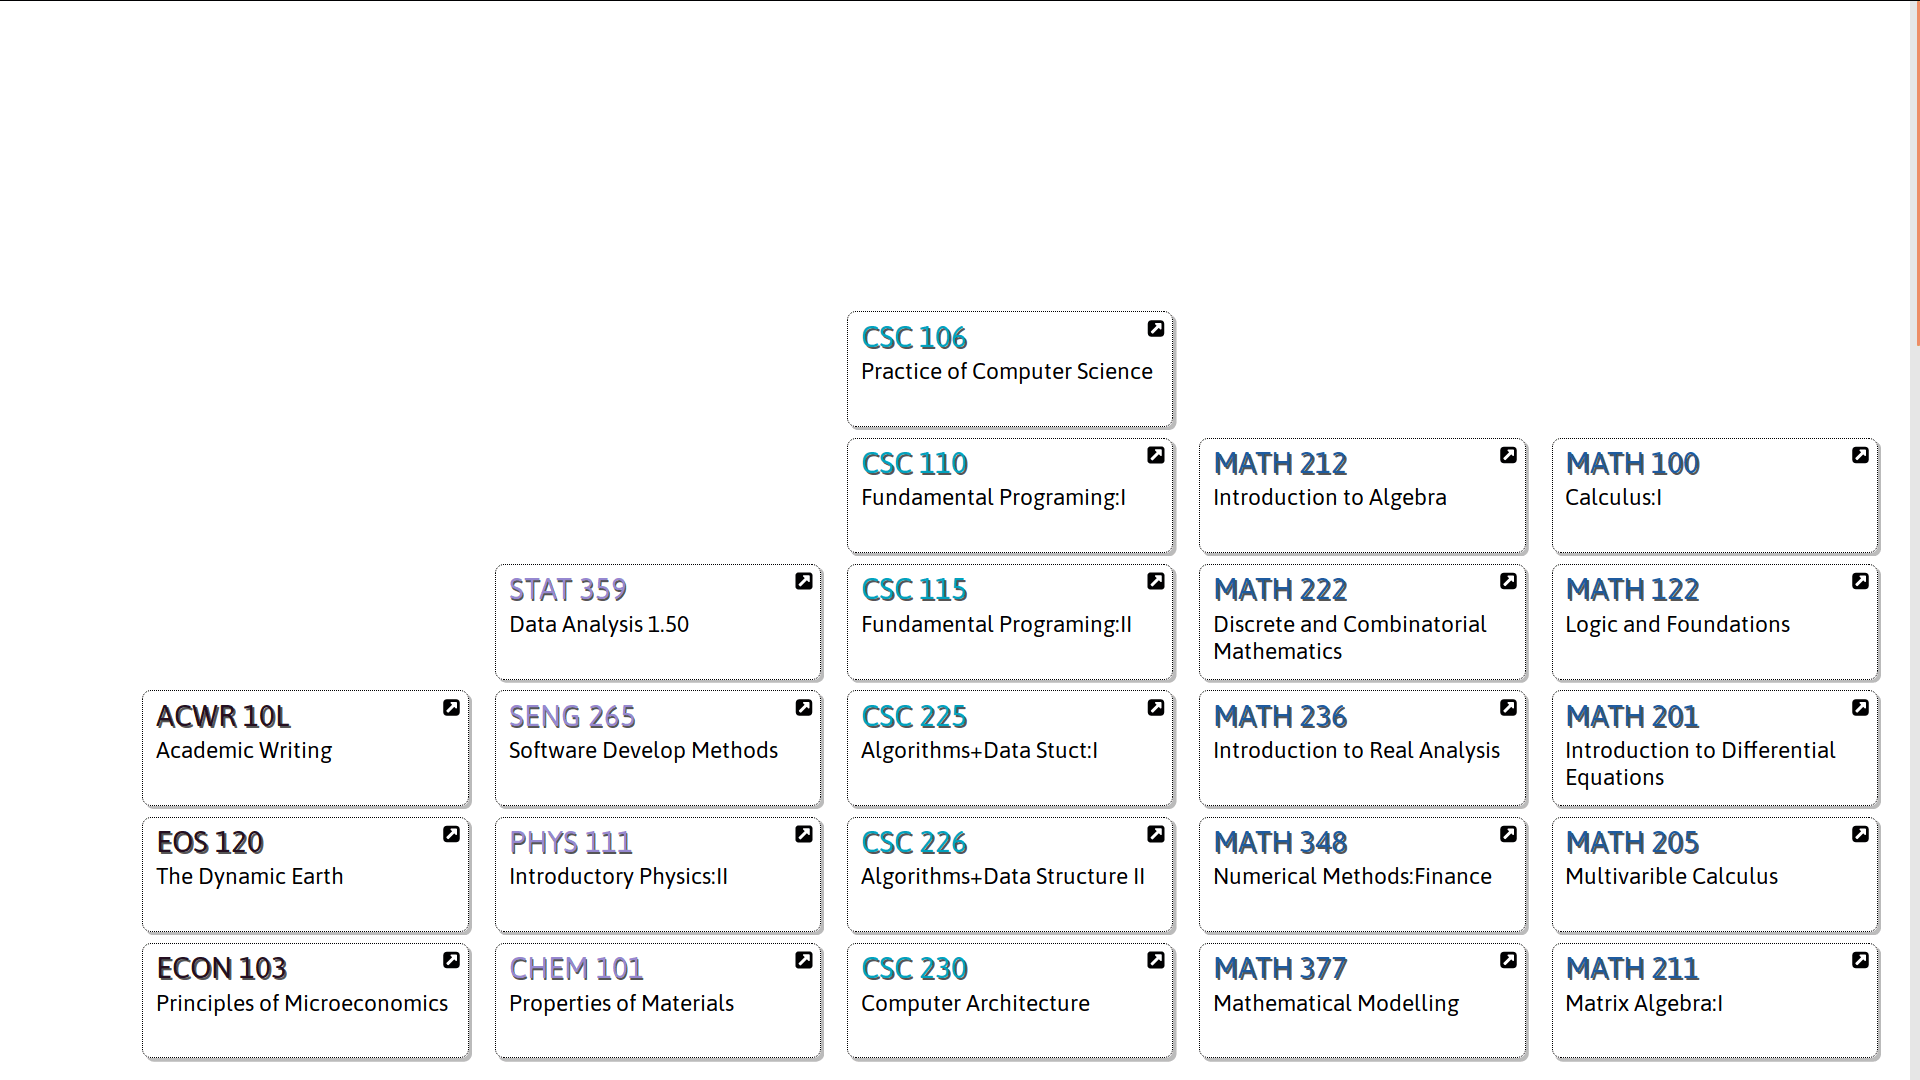 CSC 106
Practice of Computer Science
CSC 110
Fundamental Programing:I
MATH 212
Introduction to Algebra
MATH 100
Calculus:I
STAT 359
Data Analysis 1.50
CSC 115
Fundamental Programing:II
MATH 222
Discrete and Combinatorial
Mathematics
MATH 122
Logic and Foundations
ACWR 10L
Academic Writing
SENG 265
Software Develop Methods
CSC 225
Algorithms+Data Stuct:I
MATH 236
Introduction to Real Analysis
MATH 201
Introduction to Differential
Equations
EOS 120
The Dynamic Earth
PHYS 111
Introductory Physics:II
CSC 226
Algorithms+Data Structure II
MATH 348
Numerical Methods:Finance
MATH 205
Multivarible Calculus
ECON 103
Principles of Microeconomics
CHEM 101
Properties of Materials
CSC 230
Computer Architecture
MATH 377
Mathematical Modelling
MATH 211
Matrix Algebra:I